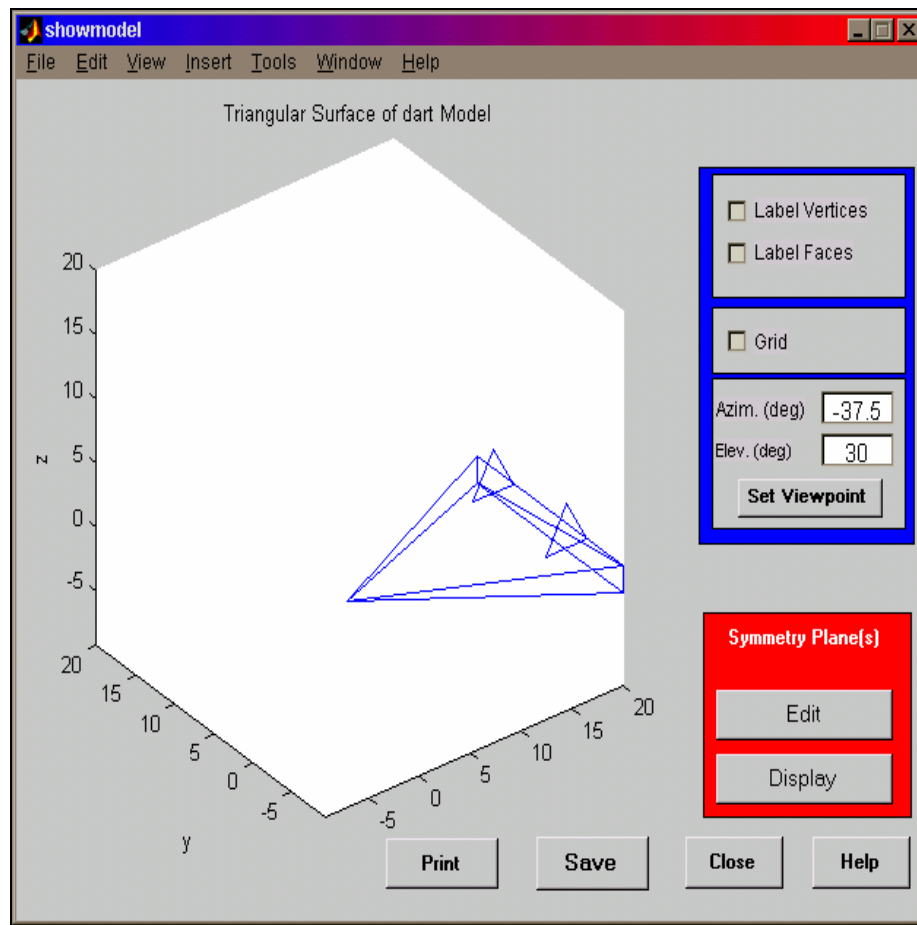 showmodel
File Edit View Insert Tools Window Help
Triangular Surface of dart Model
20
15
10
5
0
-5
z
20
15
10
5
0
-5
y
-5
0
5
10
15
20
Label Vertices
Label Faces
Grid
Azim. (deg) -37.5
Elev. (deg) 30
Set Viewpoint
Symmetry Plane(s)
Edit
Display
Print Save Close Help